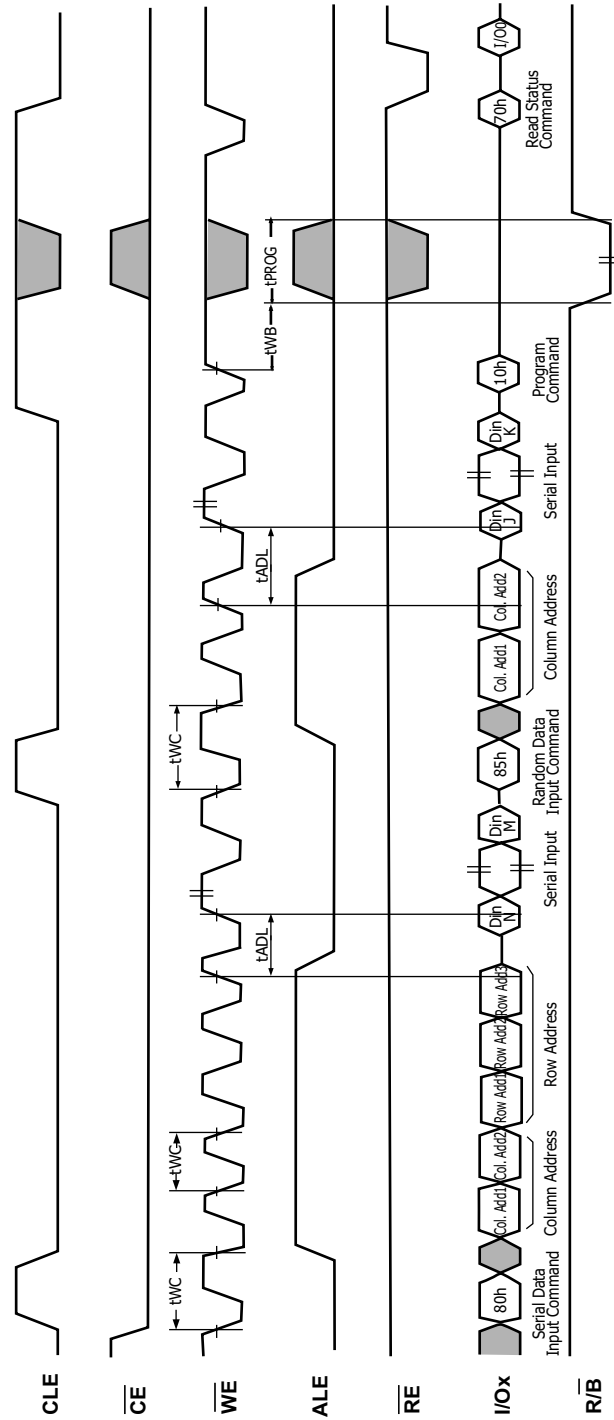 CLE
CE
WE
tWC
tWC
tWC
tWB
tPROG
ALE
tADL
tADL
RE
I/Ox
80h
Col. Add1
Col. Add2
Row Add1
Row Add2
Row Add3
Din
N
Din
M
85h
Col. Add1
Col. Add2
Din
J
Din
K
10h
70h
I/O0
Serial Data
Input Command
Column Address
Row Address
Serial Input
Random Data
Input Command
Column Address
Serial Input
Program
Command
Read Status
Command
R/B